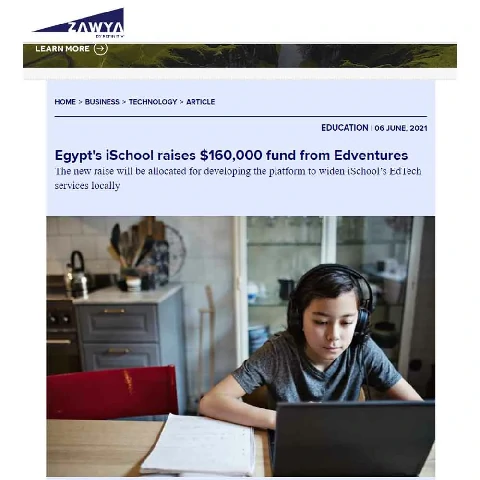 ZAWYA
BY REFINITIV
LEARN MORE
HOME > BUSINESS > TECHNOLOGY > ARTICLE
EDUCATION | 06 JUNE, 2021
Egypt's iSchool raises $160,000 fund from Edventures
The new raise will be allocated for developing the platform to widen iSchool's EdTech
services locally